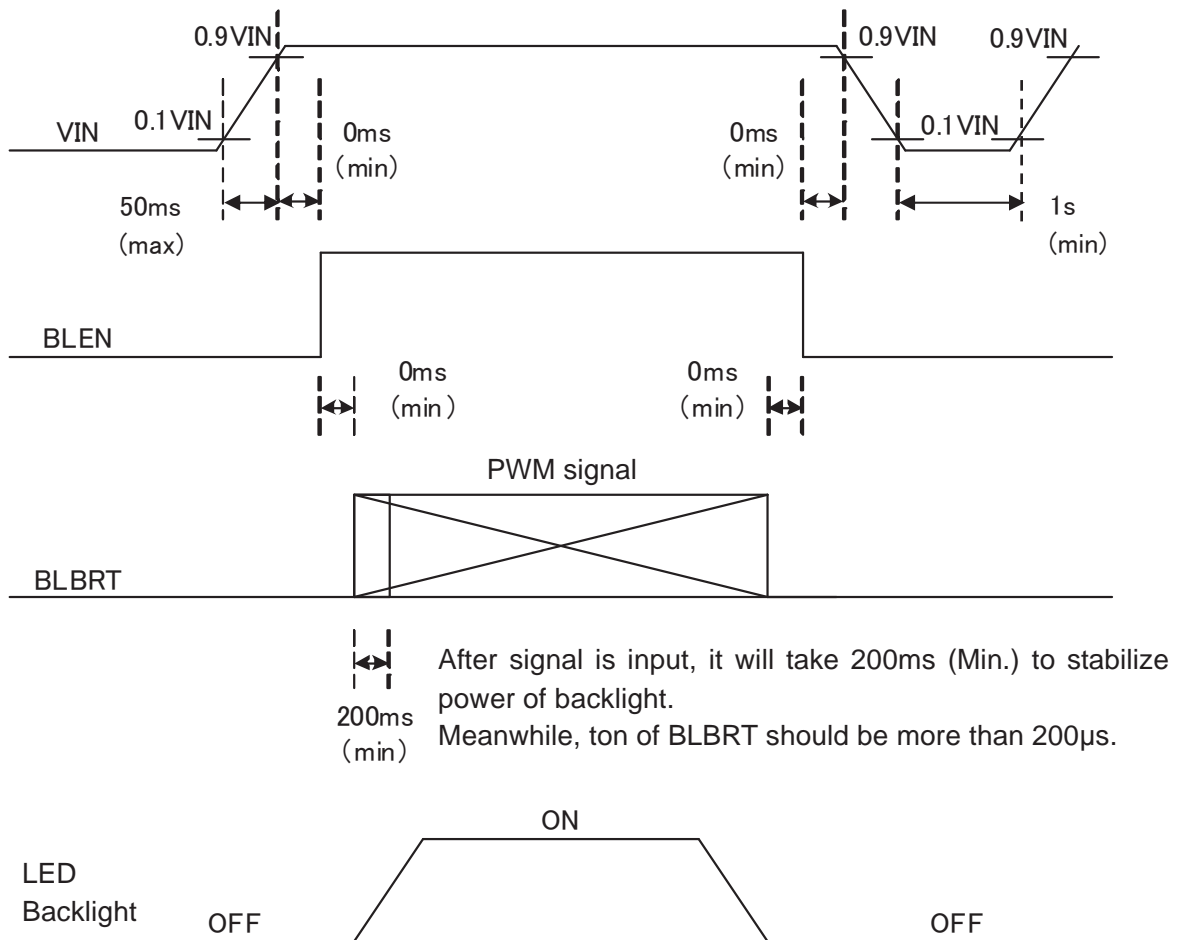 0.9VIN
0.9VIN
0.9VIN
VIN
0.1VIN
0ms
(min)
0ms
(min)
0.1VIN
50ms
(max)
1s
(min)
BLEN
0ms
(min)
0ms
(min)
PWM signal
BLBRT
200ms
(min)
After signal is input, it will take 200ms (Min.) to stabilize
power of backlight.
Meanwhile, ton of BLBRT should be more than 200μs.
ON
LED
Backlight
OFF
OFF